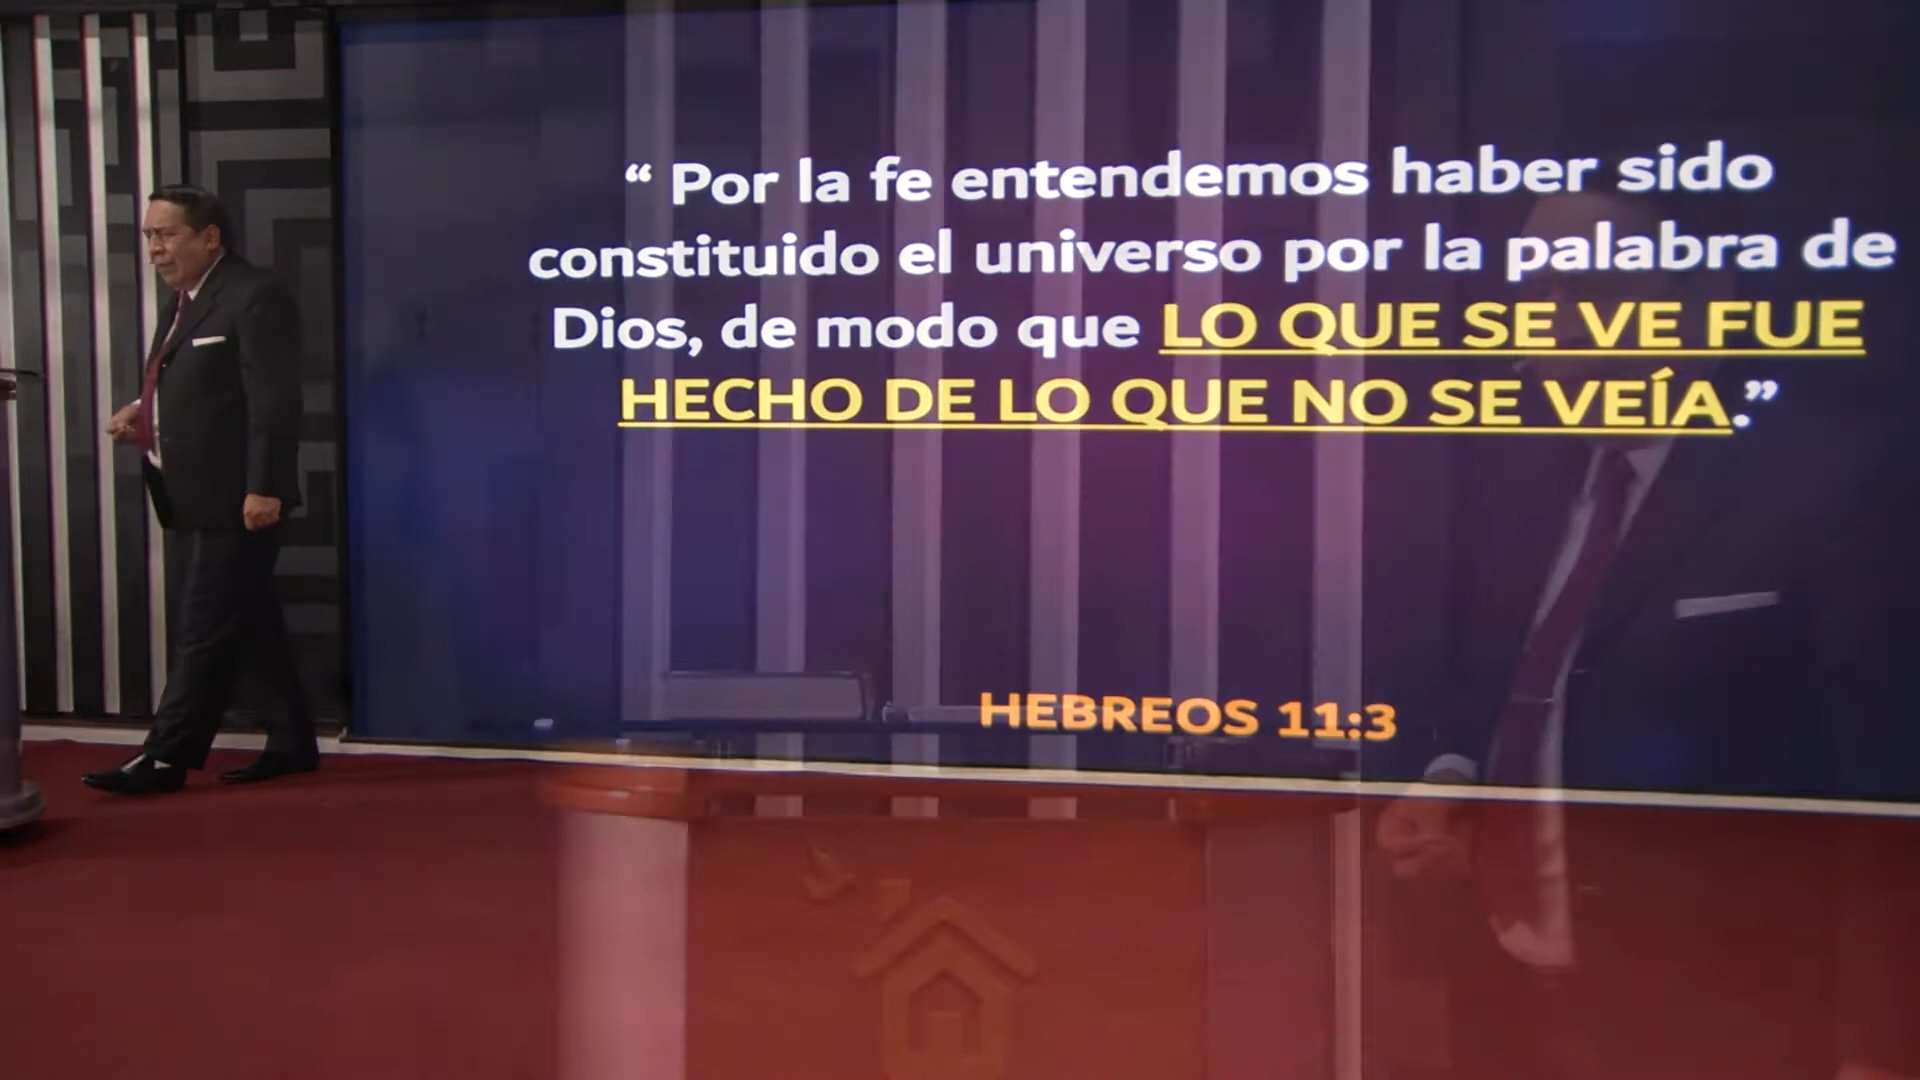 “ Por la fe entendemos haber sido
constituido el universo por la palabra de
Dios, de modo que LO QUE SE VE FUE
HECHO DE LO QUE NO SE VEÍA.”
HEBREOS 11:3